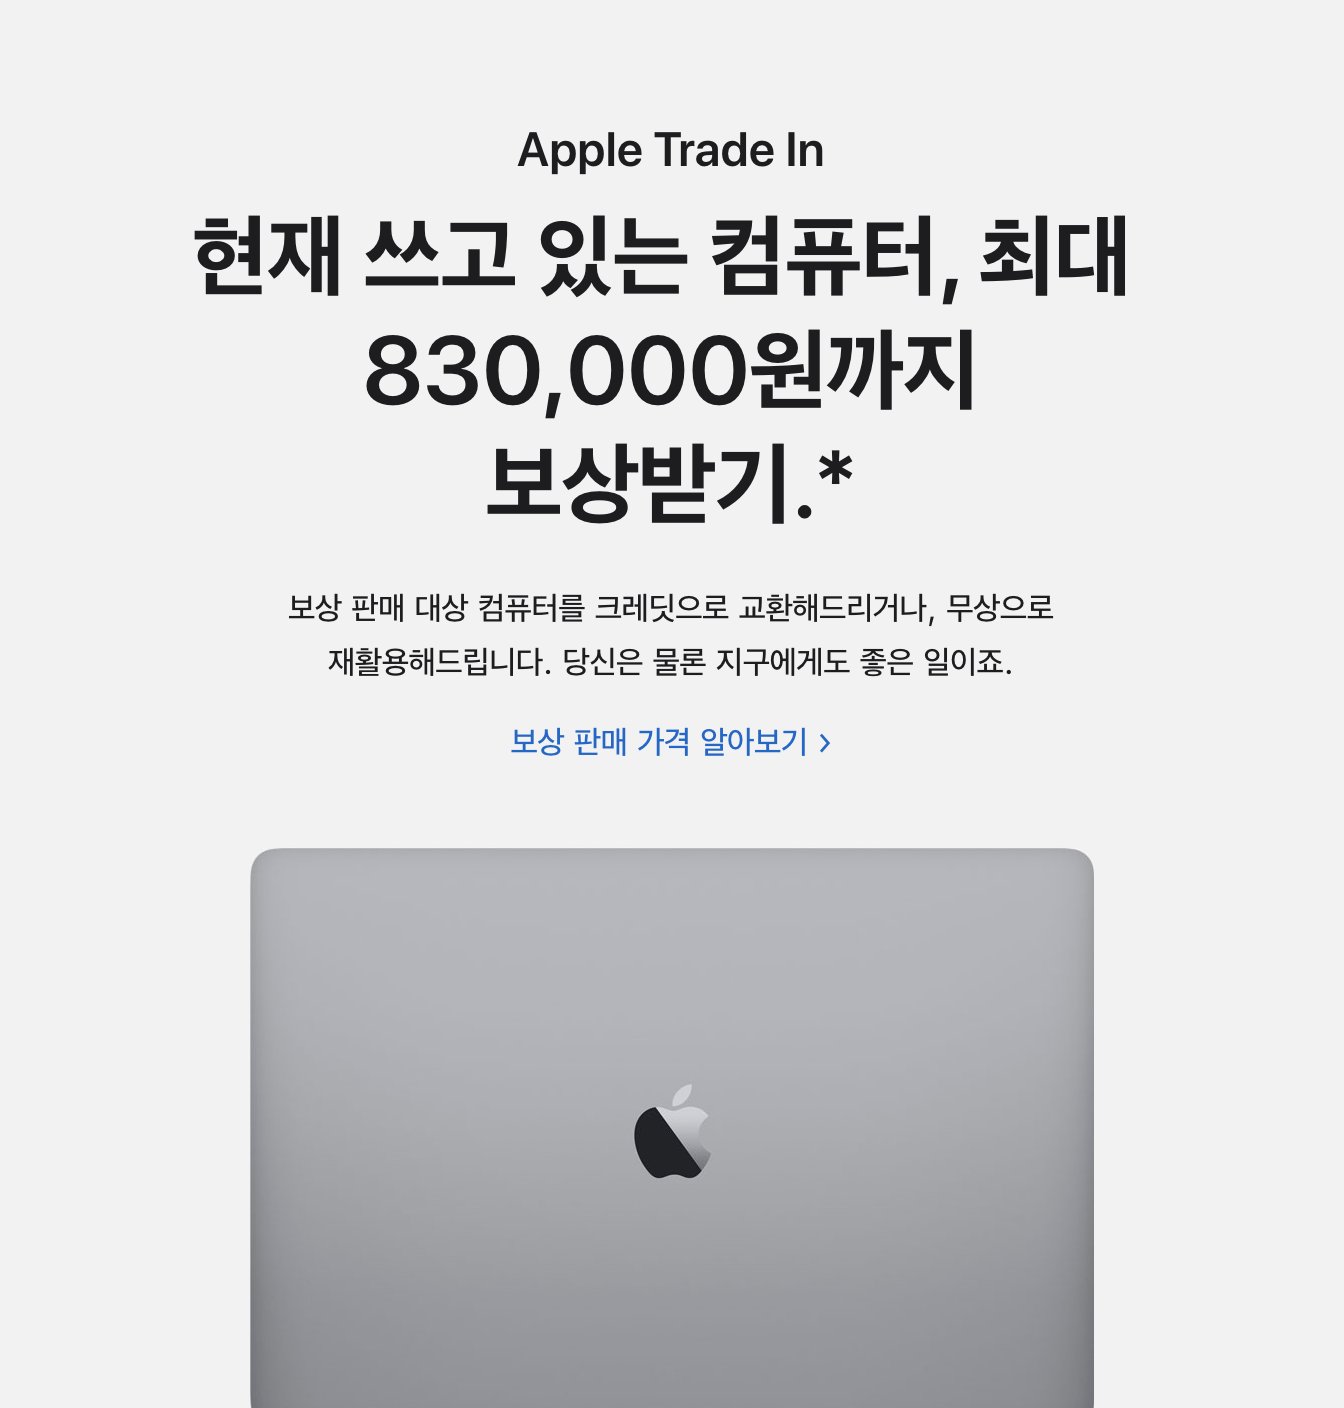 Apple Trade In
현재 쓰고 있는 컴퓨터, 최대
830,000원까지
보상받기.*
보상 판매 대상 컴퓨터를 크레딧으로 교환해드리거나, 무상으로
재활용해드립니다. 당신은 물론 지구에게도 좋은 일이죠.
보상 판매 가격 알아보기 >